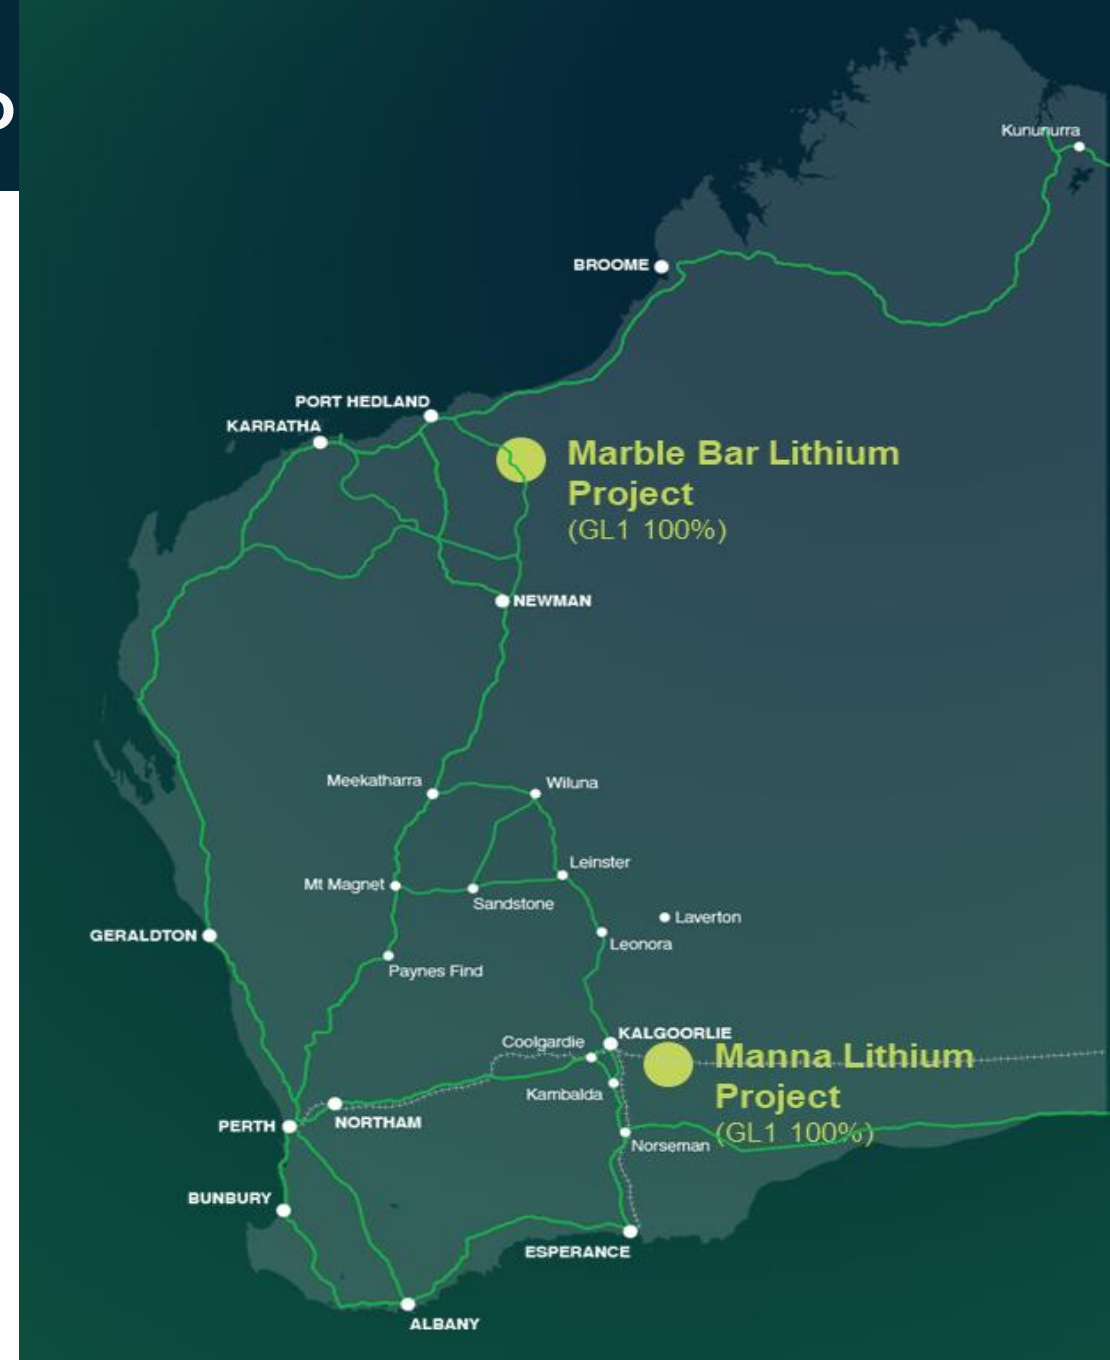 Kununurra
BROOME
PORT HEDLAND
KARRATHA
Marble Bar Lithium
Project
(GL1 100%)
NEWMAN
Meekatharra
Wiluna
Leinster
Mt Magnet
Sandstone
Laverton
GERALDTON
Leonora
Paynes Find
KALGOORLIE
Coolgardie
Manna Lithium
Project
(GL1 100%)
Kambalda
PERTH
NORTHAM
Norseman
BUNBURY
ESPERANCE
ALBANY